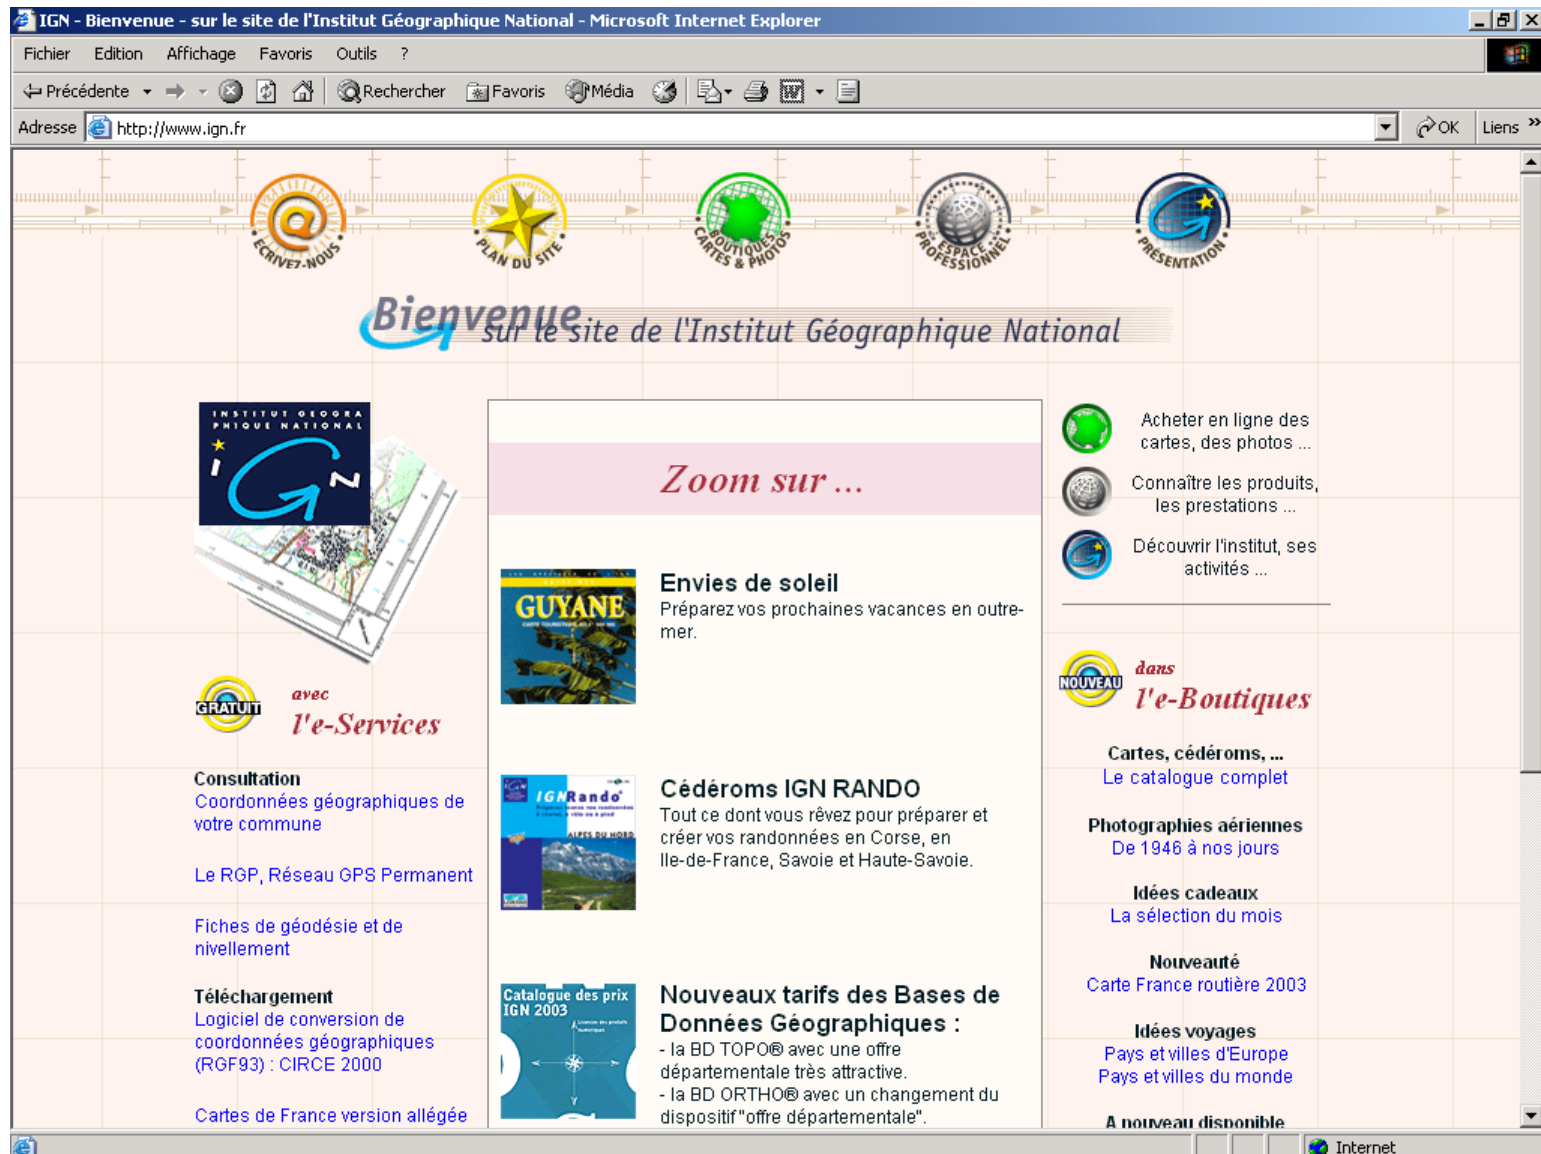 IGN - Bienvenue - sur le site de l'Institut Géographique National - Microsoft Internet Explorer
Fichier Edition Affichage Favoris Outils ?
Précédente Rechercher Favoris Média
Adresse http://www.ign.fr OK Liens »
• ECRIVEZ-NOUS •
• PLAN DU SITE •
• BOUTIQUES •
CARTES & PHOTOS
• ESPACE •
PROFESSIONNEL
• PRÉSENTATION •
Bienvenue
sur le site de l'Institut Géographique National
INSTITUT GEOGRA
PHIQUE NATIONAL
IGN
GRATUIT
avec
l'e-Services
Consultation
Coordonnées géographiques de
votre commune
Le RGP, Réseau GPS Permanent
Fiches de géodésie et de
nivellement
Téléchargement
Logiciel de conversion de
coordonnées géographiques
(RGF93) : CIRCE 2000
Cartes de France version allégée
Zoom sur ...
GUYANE
Envies de soleil
Préparez vos prochaines vacances en outre-
mer.
IGNRando'
ALPES DU NORD
Cédéroms IGN RANDO
Tout ce dont vous rêvez pour préparer et
créer vos randonnées en Corse, en
Ile-de-France, Savoie et Haute-Savoie.
Catalogue des prix
IGN 2003
Nouveaux tarifs des Bases de
Données Géographiques :
- la BD TOPO® avec une offre
départementale très attractive.
- la BD ORTHO® avec un changement du
dispositif "offre départementale".
Acheter en ligne des
cartes, des photos ...
Connaître les produits,
les prestations ...
Découvrir l'institut, ses
activités ...
NOUVEAU
dans
l'e-Boutiques
Cartes, cédéroms, ...
Le catalogue complet
Photographies aériennes
De 1946 à nos jours
Idées cadeaux
La sélection du mois
Nouveauté
Carte France routière 2003
Idées voyages
Pays et villes d'Europe
Pays et villes du monde
A nouveau disponible
Internet